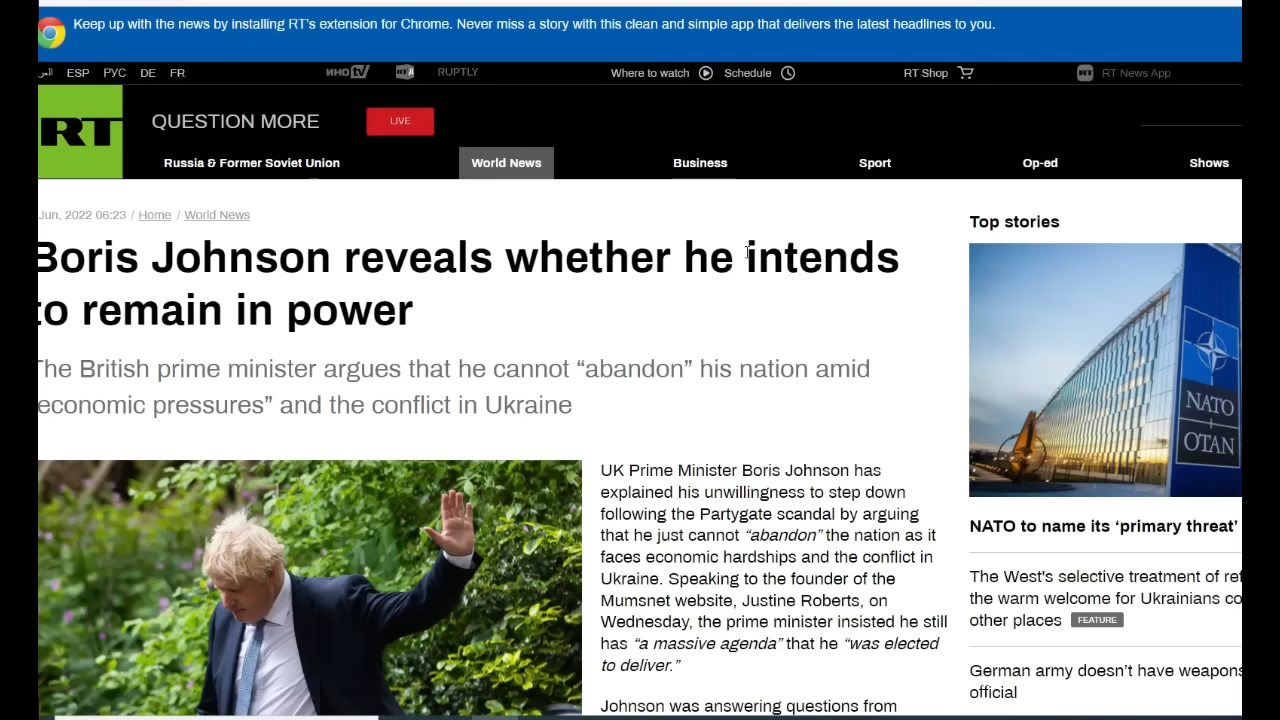 Keep up with the news by installing RT's extension for Chrome. Never miss a story with this clean and simple app that delivers the latest headlines to you.
ESP РУС DE FR ИНОTV RUPTLY Where to watch Schedule RT Shop RT RT News App
RT QUESTION MORE LIVE
Russia & Former Soviet Union World News Business Sport Op-ed Shows
Jun, 2022 06:23 / Home / World News
Boris Johnson reveals whether he intends
to remain in power
The British prime minister argues that he cannot “abandon” his nation amid
economic pressures” and the conflict in Ukraine
UK Prime Minister Boris Johnson has
explained his unwillingness to step down
following the Partygate scandal by arguing
that he just cannot “abandon” the nation as it
faces economic hardships and the conflict in
Ukraine. Speaking to the founder of the
Mumsnet website, Justine Roberts, on
Wednesday, the prime minister insisted he still
has “a massive agenda” that he “was elected
to deliver.”
Johnson was answering questions from
Top stories
NATO
OTAN
NATO to name its ‘primary threat’
The West's selective treatment of
the warm welcome for Ukrainians
other places FEATURE
German army doesn’t have weapons
official